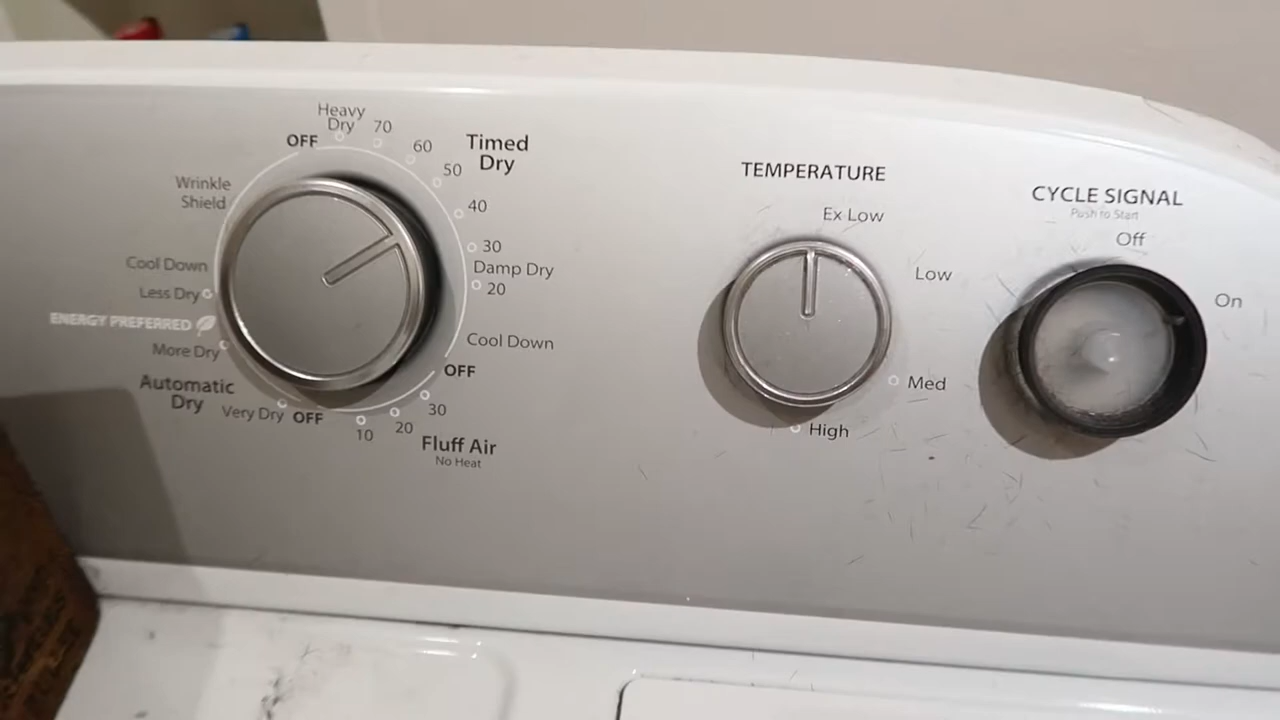 Heavy
Dry
OFF
70
60
50
40
30
Damp Dry
20
Cool Down
OFF
30
20
10
Timed
Dry
Fluff Air
No Heat
Wrinkle
Shield
Cool Down
Less Dry
ENERGY PREFERRED
More Dry
Automatic
Dry
Very Dry
OFF
TEMPERATURE
Ex Low
Low
Med
High
CYCLE SIGNAL
Push to Start
Off
On